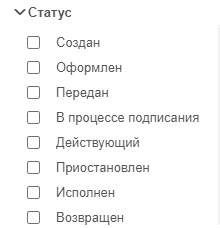 Статус
Создан
Оформлен
Передан
В процессе подписания
Действующий
Приостановлен
Исполнен
Возвращен